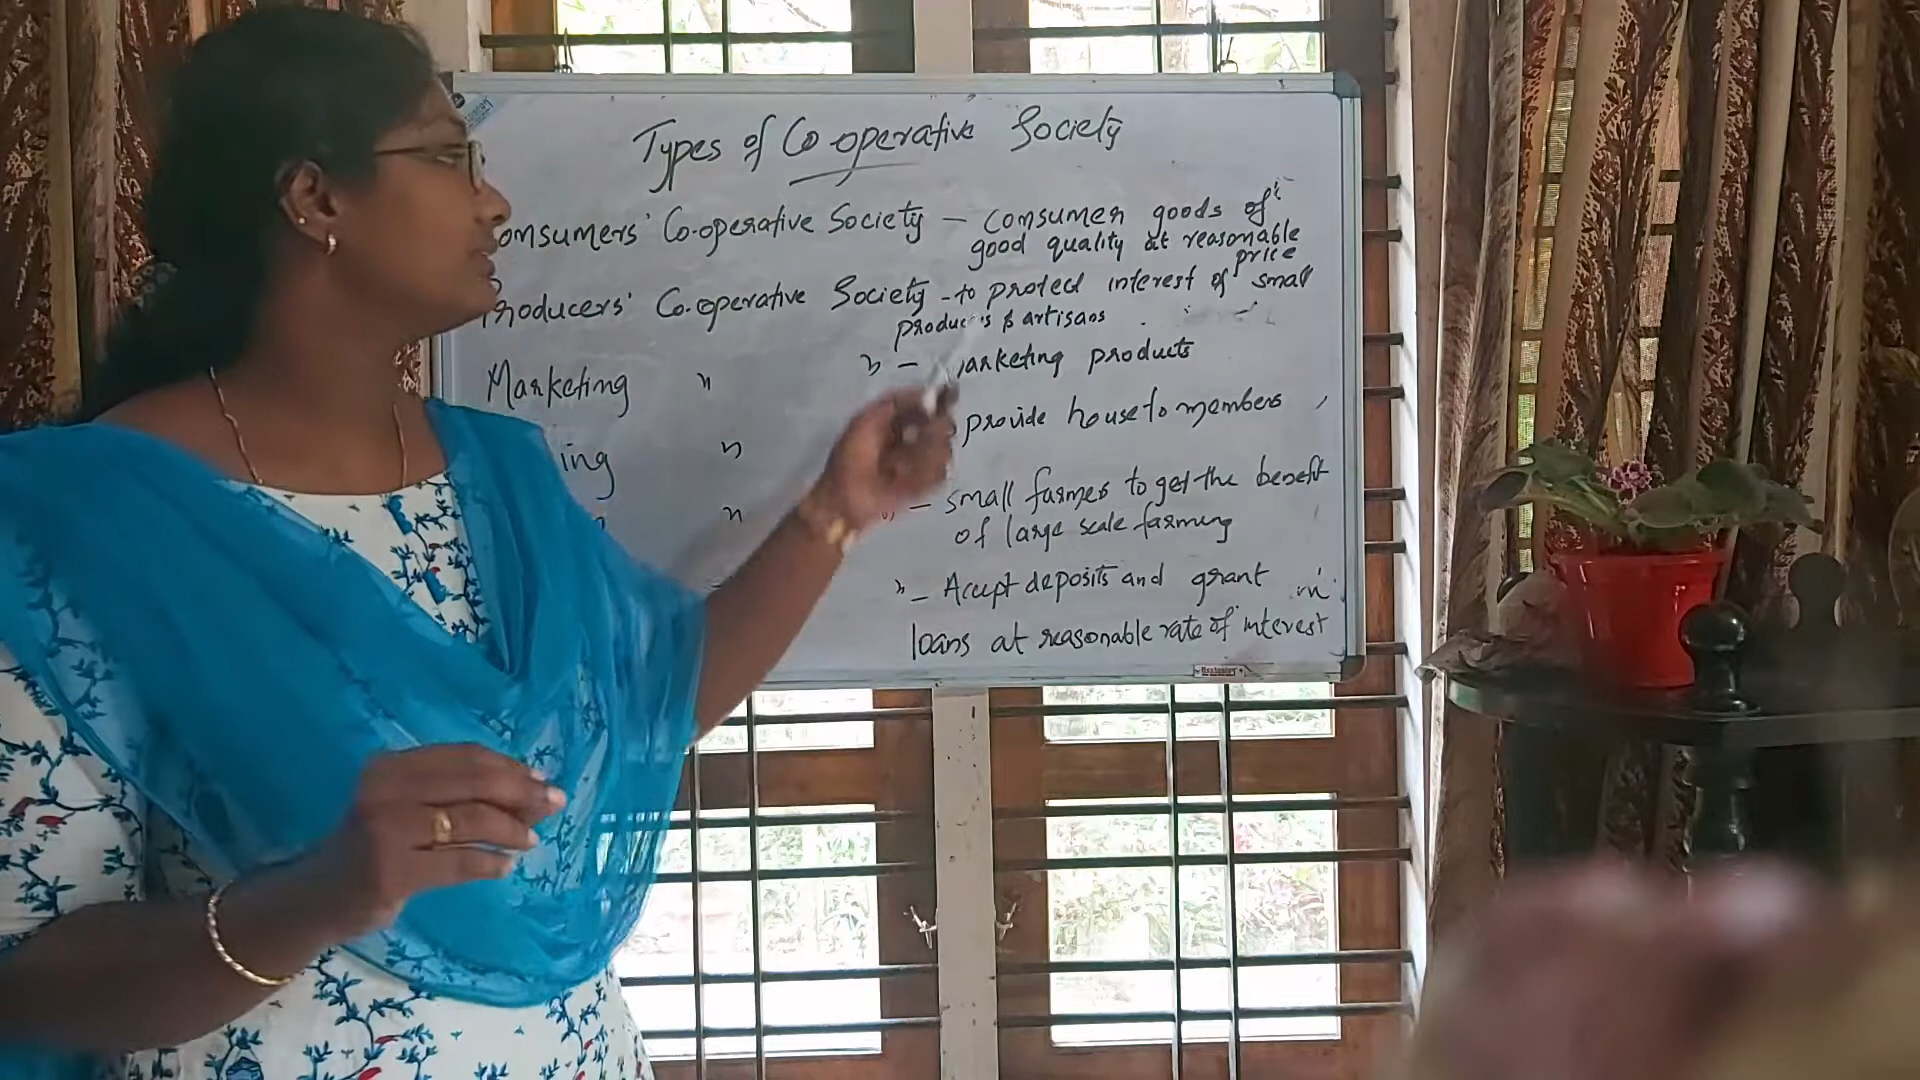 Types of Co-operative Society
onsumers' Co-operative Society – consumer goods of
good quality at reasonable
price
Producers' Co-operative Society - to protect interest of small
& artisans
Marketing " " – products
ing " provide house to members
" – small farmers to get the benefit
of large scale farming
" – Accept deposits and grant
loans at reasonable rate of interest